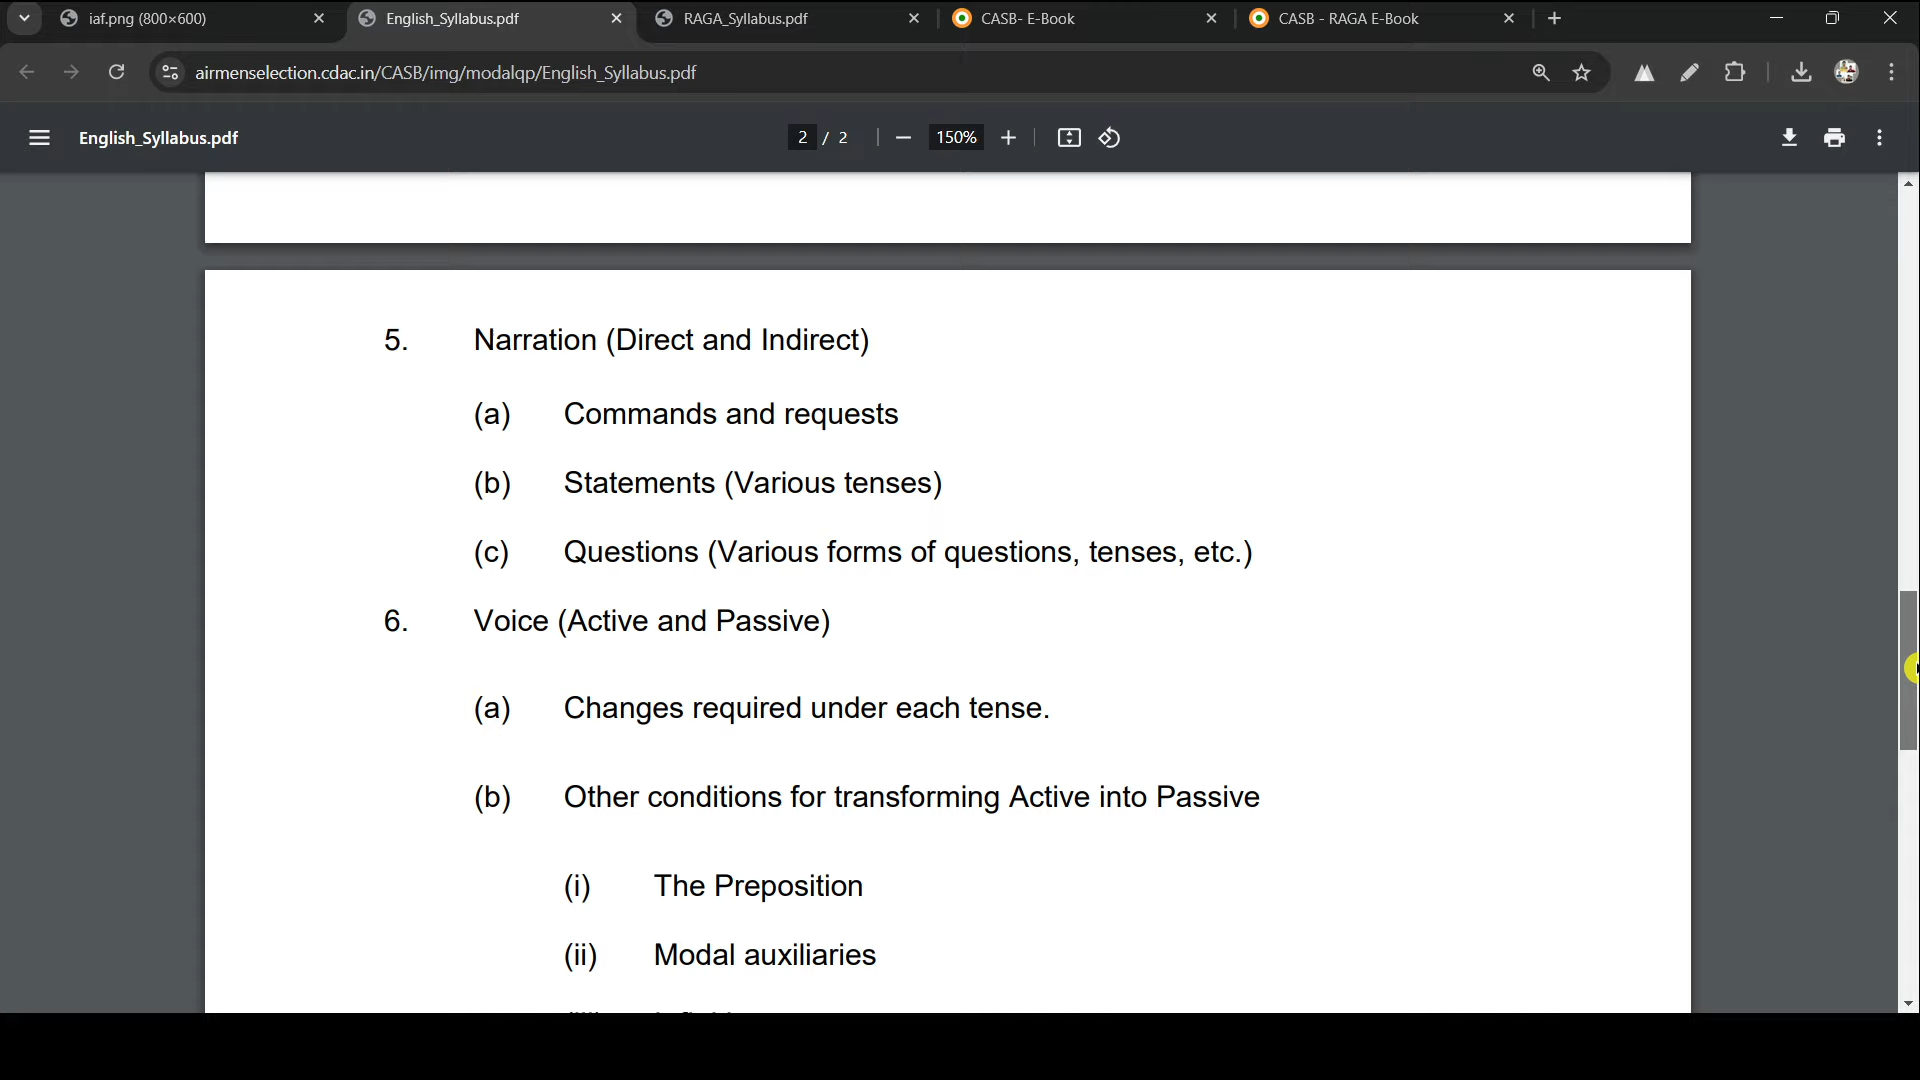 iaf.png (800×600)
English_Syllabus.pdf
RAGA_Syllabus.pdf
CASB- E-Book
CASB - RAGA E-Book
airmenselection.cdac.in/CASB/img/modalqp/English_Syllabus.pdf
English_Syllabus.pdf
2 / 2
150%
5. Narration (Direct and Indirect)
(a) Commands and requests
(b) Statements (Various tenses)
(c) Questions (Various forms of questions, tenses, etc.)
6. Voice (Active and Passive)
(a) Changes required under each tense.
(b) Other conditions for transforming Active into Passive
(i) The Preposition
(ii) Modal auxiliaries